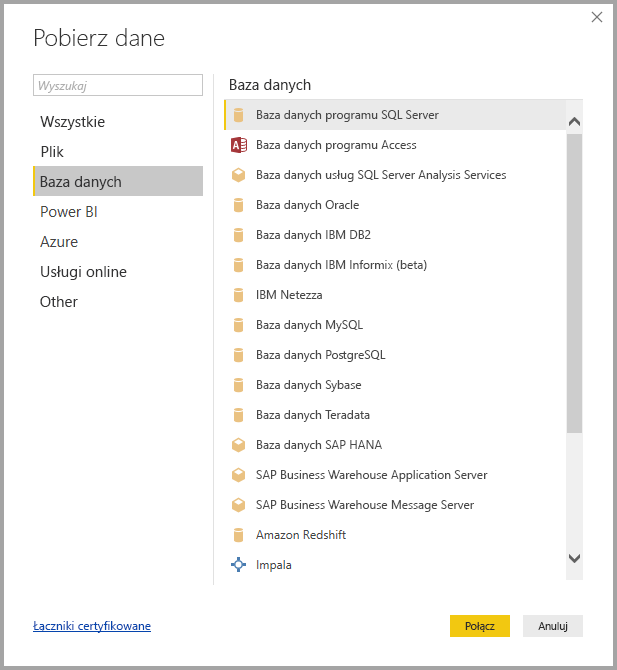 Pobierz dane
Wyszukaj
Wszystkie
Plik
Baza danych
Power BI
Azure
Usługi online
Other
Baza danych
Baza danych programu SQL Server
A
Baza danych programu Access
Baza danych usług SQL Server Analysis Services
Baza danych Oracle
Baza danych IBM DB2
Baza danych IBM Informix (beta)
IBM Netezza
Baza danych MySQL
Baza danych PostgreSQL
Baza danych Sybase
Baza danych Teradata
Baza danych SAP HANA
SAP Business Warehouse Application Server
SAP Business Warehouse Message Server
Amazon Redshift
Impala
Łączniki certyfikowane
Połącz
Anuluj